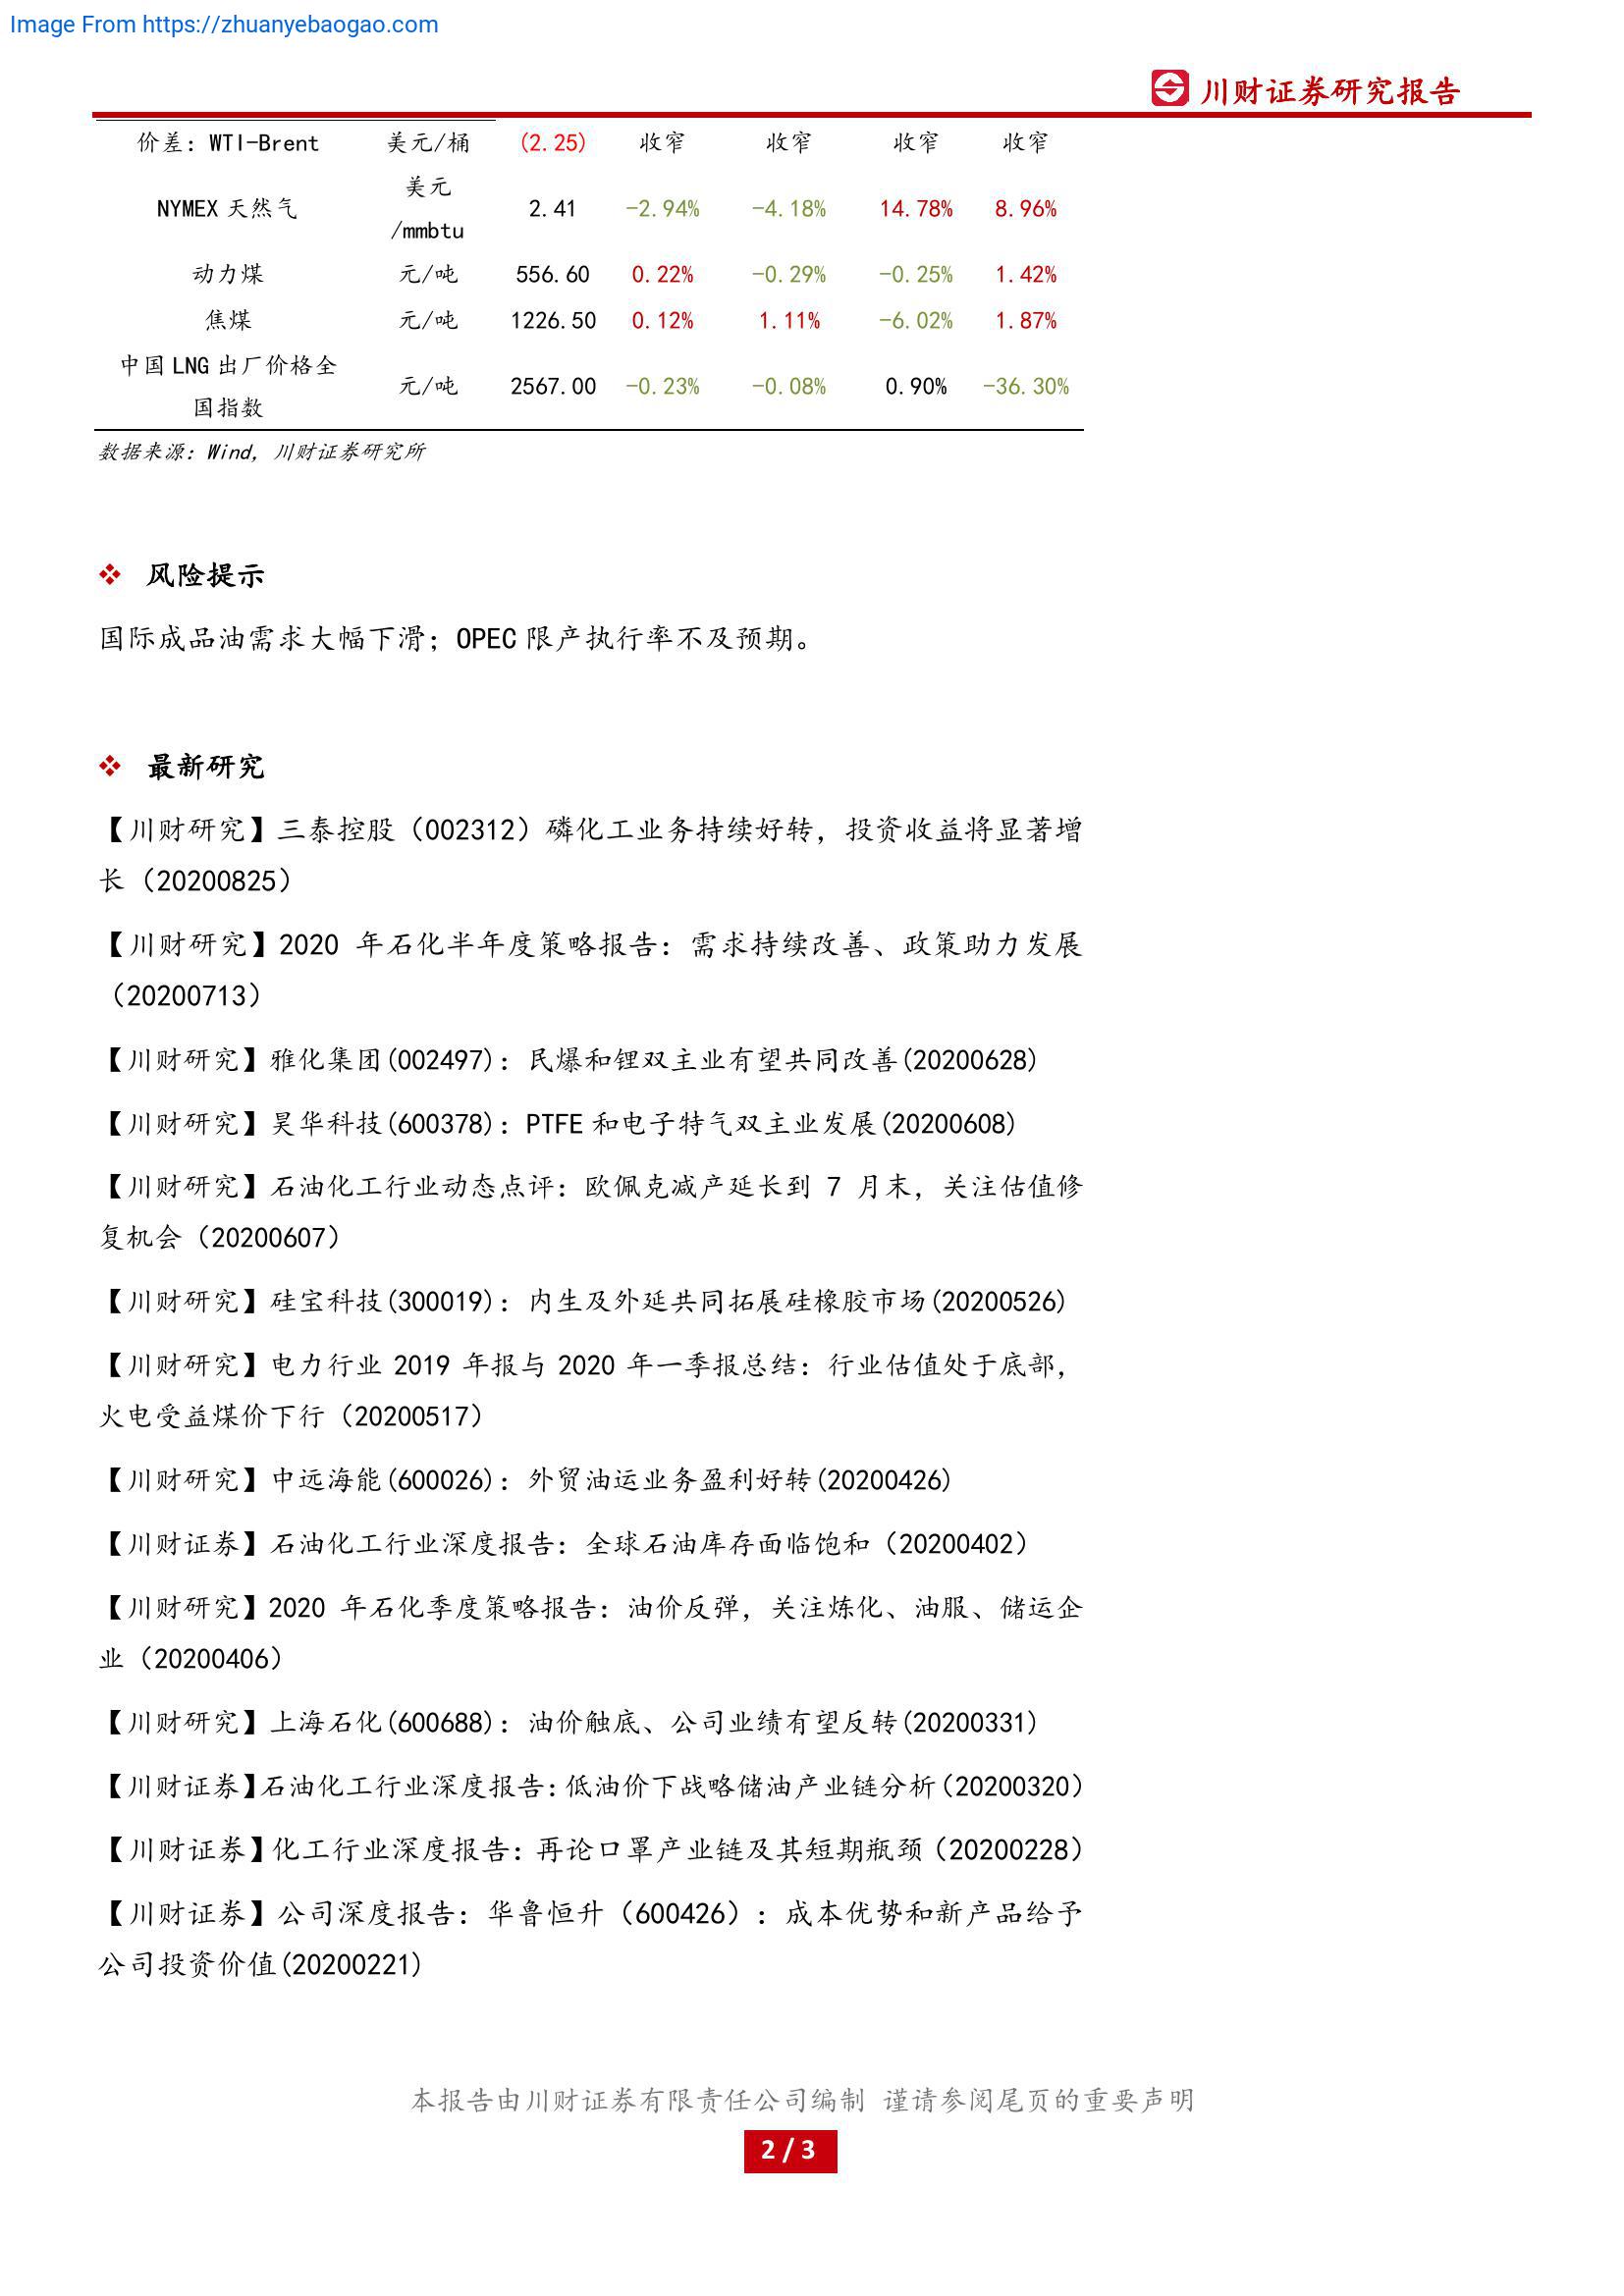 Image From https://zhuanyebaogao.com
川财证券研究报告
价差：WTI-Brent 美元/桶 (2.25) 收窄 收窄 收窄 收窄
NYMEX 天然气 美元/mmbtu 2.41 -2.94% -4.18% 14.78% 8.96%
动力煤 元/吨 556.60 0.22% -0.29% -0.25% 1.42%
焦煤 元/吨 1226.50 0.12% 1.11% -6.02% 1.87%
中国 LNG 出厂价格全国指数 元/吨 2567.00 -0.23% -0.08% 0.90% -36.30%
数据来源：Wind，川财证券研究所
风险提示
国际成品油需求大幅下滑；OPEC 限产执行率不及预期。
最新研究
【川财研究】三泰控股（002312）磷化工业务持续好转，投资收益将显著增
长（20200825）
【川财研究】2020 年石化半年度策略报告：需求持续改善、政策助力发展
（20200713）
【川财研究】雅化集团(002497)：民爆和锂双主业有望共同改善(20200628)
【川财研究】昊华科技(600378)：PTFE 和电子特气双主业发展(20200608)
【川财研究】石油化工行业动态点评：欧佩克减产延长到 7 月末，关注估值修
复机会（20200607）
【川财研究】硅宝科技(300019)：内生及外延共同拓展硅橡胶市场(20200526)
【川财研究】电力行业 2019 年报与 2020 年一季报总结：行业估值处于底部，
火电受益煤价下行（20200517）
【川财研究】中远海能(600026)：外贸油运业务盈利好转(20200426)
【川财证券】石油化工行业深度报告：全球石油库存面临饱和（20200402）
【川财研究】2020 年石化季度策略报告：油价反弹，关注炼化、油服、储运企
业（20200406）
【川财研究】上海石化(600688)：油价触底、公司业绩有望反转(20200331)
【川财证券】石油化工行业深度报告：低油价下战略储油产业链分析（20200320）
【川财证券】化工行业深度报告：再论口罩产业链及其短期瓶颈（20200228）
【川财证券】公司深度报告：华鲁恒升（600426）：成本优势和新产品给予
公司投资价值(20200221)
本报告由川财证券有限责任公司编制 谨请参阅尾页的重要声明
2 / 3